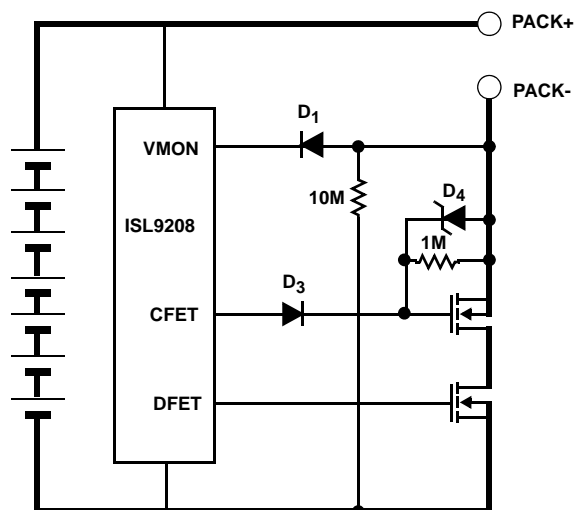 PACK+
PACK-
D1
VMON
D4
10M
1M
ISL9208
D3
CFET
DFET